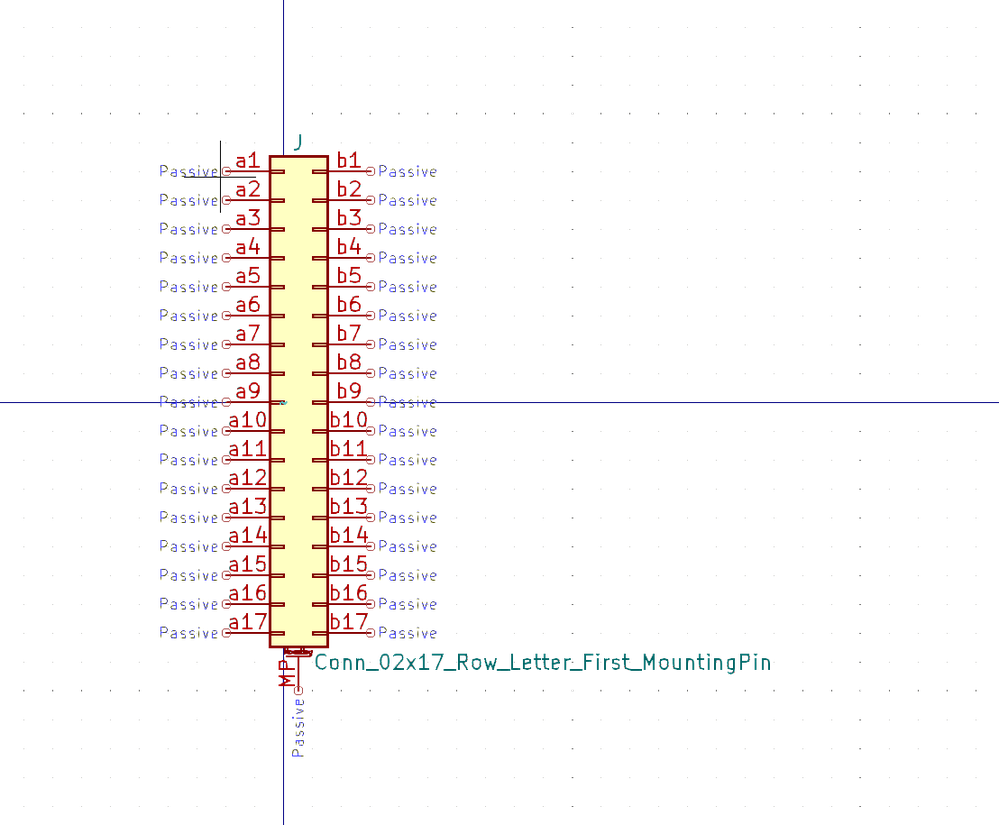 J
Passive a1 b1 Passive
Passive a2 b2 Passive
Passive a3 b3 Passive
Passive a4 b4 Passive
Passive a5 b5 Passive
Passive a6 b6 Passive
Passive a7 b7 Passive
Passive a8 b8 Passive
Passive a9 b9 Passive
Passive a10 b10 Passive
Passive a11 b11 Passive
Passive a12 b12 Passive
Passive a13 b13 Passive
Passive a14 b14 Passive
Passive a15 b15 Passive
Passive a16 b16 Passive
Passive a17 b17 Passive
Conn_02x17_Row_Letter_First_MountingPin
MP
Passive